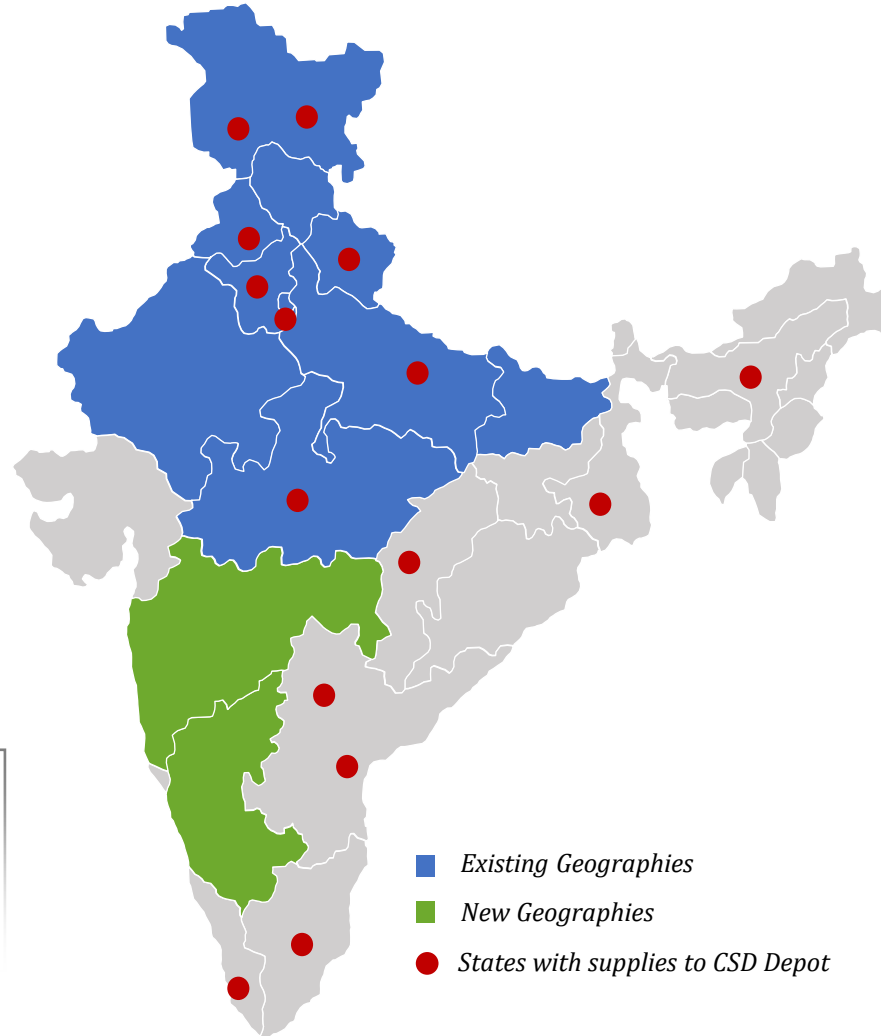 Existing Geographies
New Geographies
States with supplies to CSD Depot